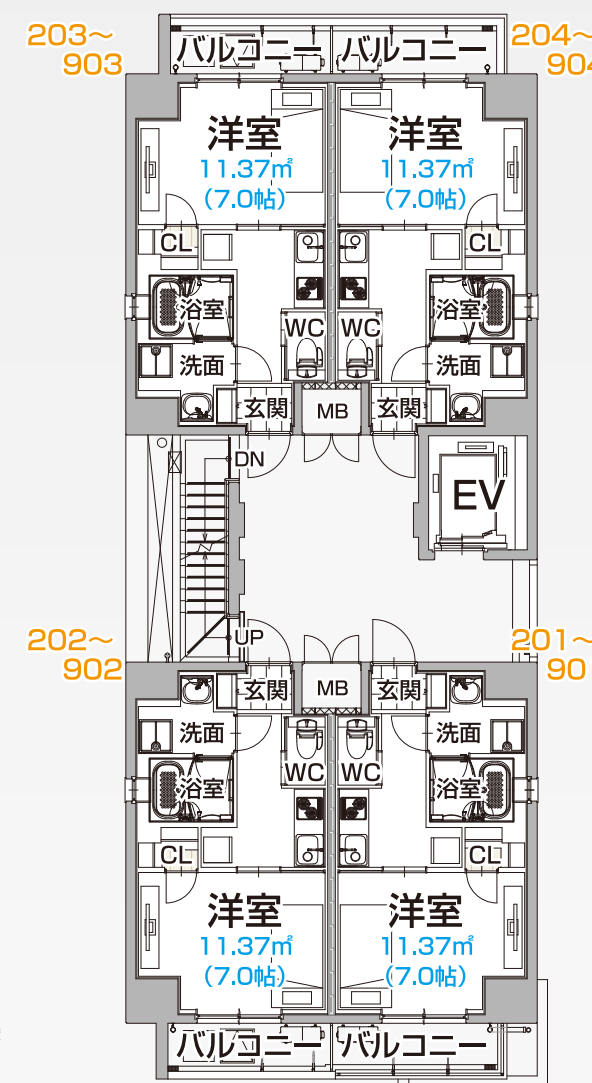 203～
903
バルコニー
バルコニー
204～
904
洋室
11.37㎡
(7.0帖)
洋室
11.37㎡
(7.0帖)
CL
CL
浴室
浴室
WC
WC
洗面
洗面
玄関
MB
玄関
DN
EV
UP
202～
902
201～
90
玄関
MB
玄関
洗面
洗面
WC
WC
浴室
浴室
CL
CL
洋室
11.37㎡
(7.0帖)
洋室
11.37㎡
(7.0帖)
バルコニー
バルコニー